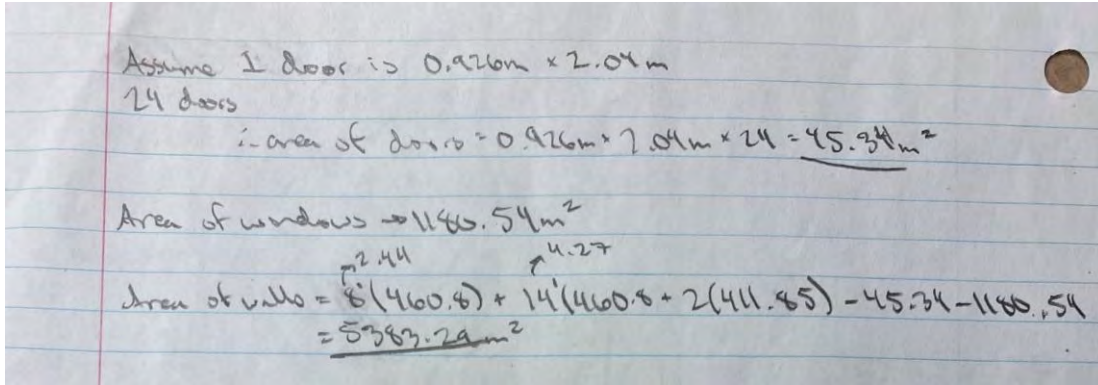 Assume 1 door is 0.926m × 2.04m
24 doors
∴ area of doors = 0.926m × 2.04m × 24 = 45.34m²
Area of windows → 1180.54m²
2.44 4.27
Area of walls = 8'(460.8) + 14'(460.8 + 2(411.85) - 45.34 - 1180.54
= 5383.29m²